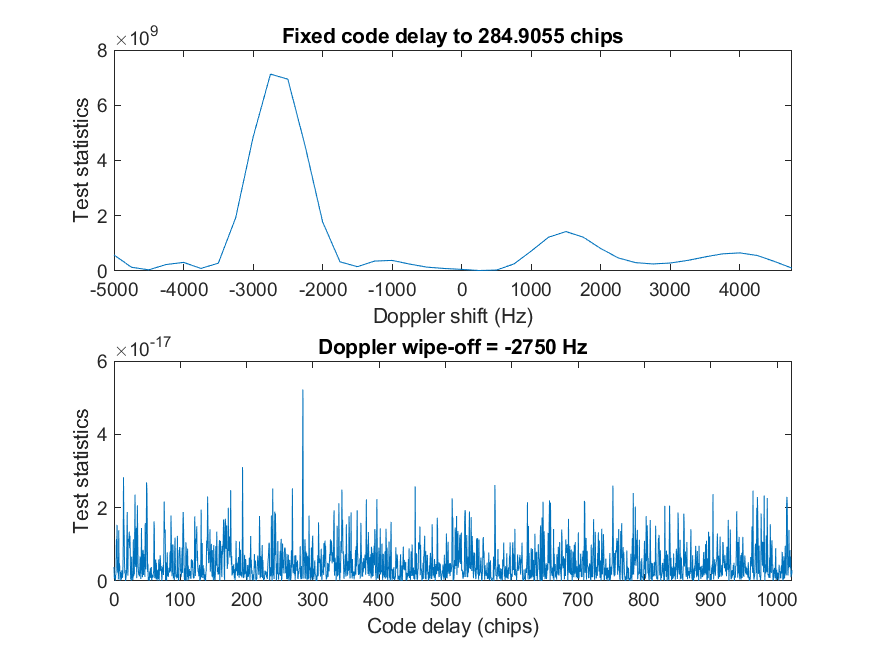 ×10^9
Fixed code delay to 284.9055 chips
8
6
4
2
0
Test statistics
-5000 -4000 -3000 -2000 -1000 0 1000 2000 3000 4000
Doppler shift (Hz)
×10^-17
Doppler wipe-off = -2750 Hz
6
4
2
0
Test statistics
0 100 200 300 400 500 600 700 800 900 1000
Code delay (chips)